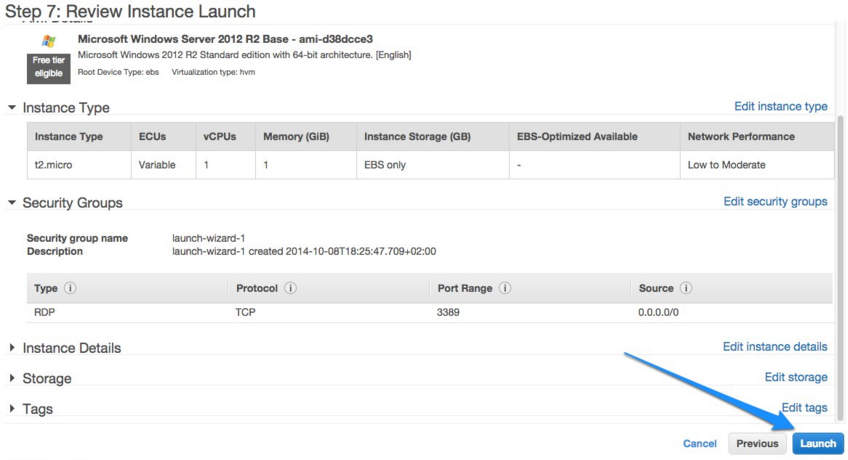 Step 7: Review Instance Launch
AMI Details
Microsoft Windows Server 2012 R2 Base - ami-d38dcce3
Free tier
eligible
Microsoft Windows 2012 R2 Standard edition with 64-bit architecture. [English]
Root Device Type: ebs Virtualization type: hvm
Instance Type Edit instance type
Instance Type ECUs vCPUs Memory (GiB) Instance Storage (GB) EBS-Optimized Available Network Performance
t2.micro Variable 1 1 EBS only - Low to Moderate
Security Groups Edit security groups
Security group name launch-wizard-1
Description launch-wizard-1 created 2014-10-08T18:25:47.709+02:00
Type i Protocol i Port Range i Source i
RDP TCP 3389 0.0.0.0/0
Instance Details Edit instance details
Storage Edit storage
Tags Edit tags
Cancel Previous Launch